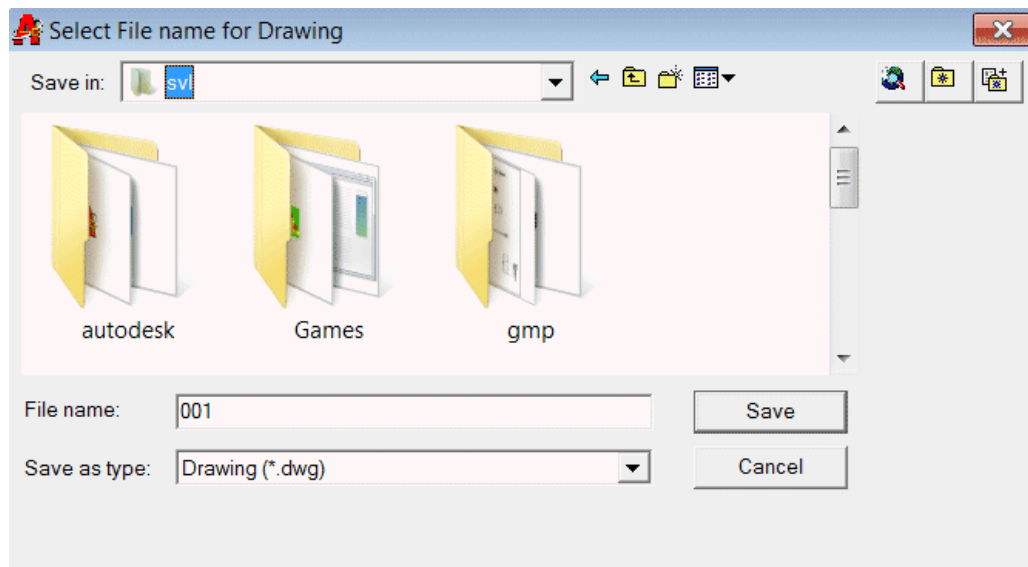 Select File name for Drawing
Save in: svl
autodesk Games gmp
File name: 001 Save
Save as type: Drawing (*.dwg) Cancel